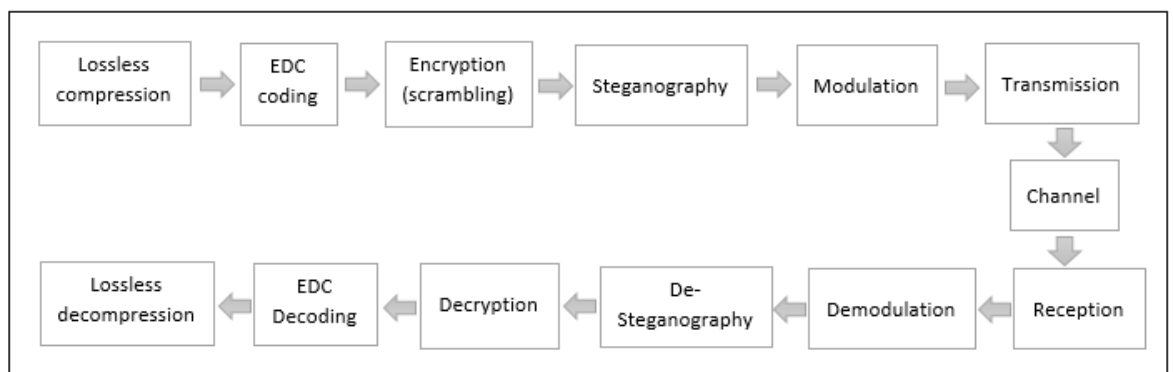 Lossless
compression
EDC
coding
Encryption
(scrambling)
Steganography
Modulation
Transmission
Channel
Reception
Demodulation
De-
Steganography
Decryption
EDC
Decoding
Lossless
decompression